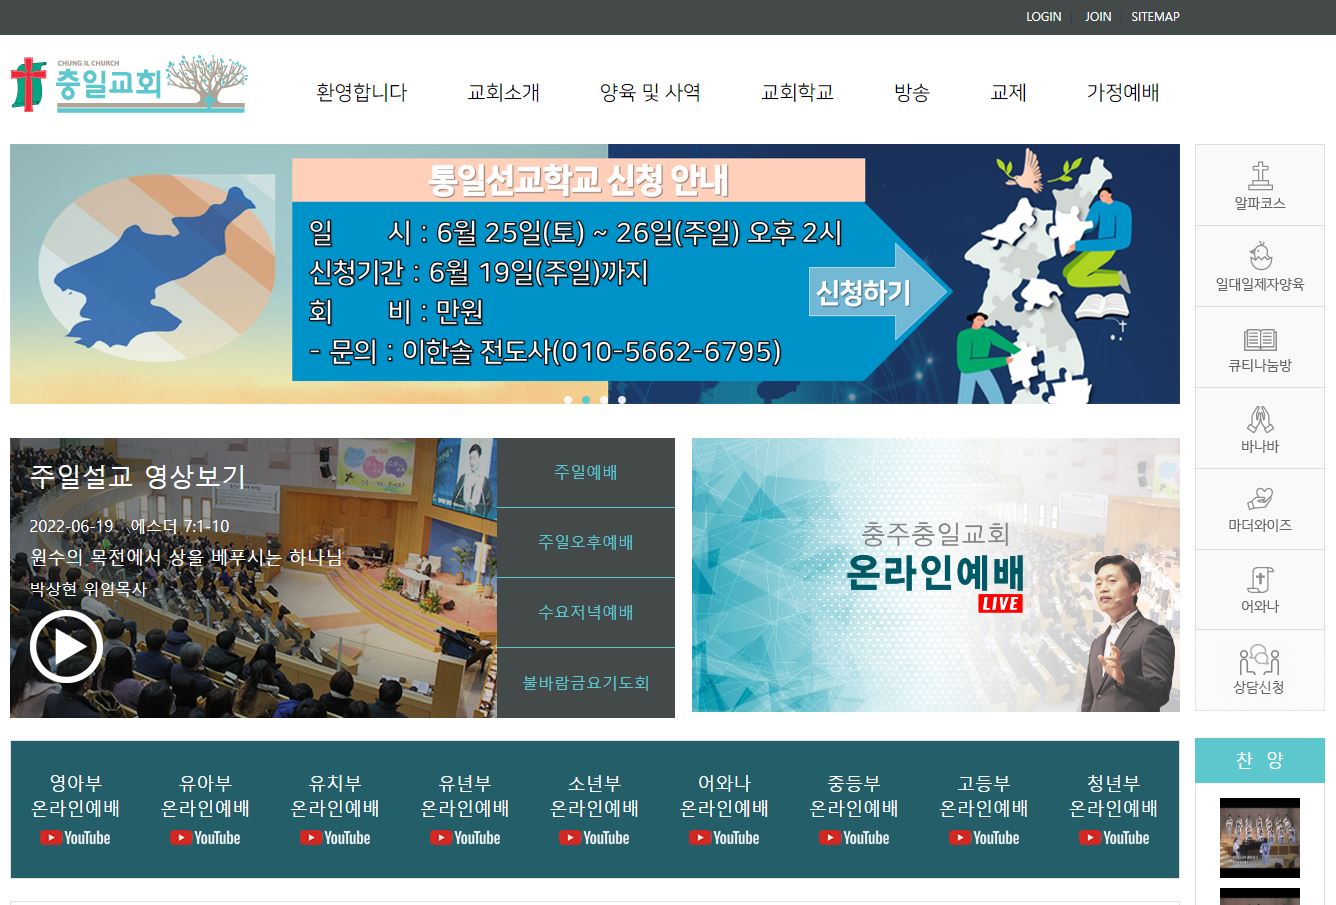 LOGIN JOIN SITEMAP
CHUNG IL CHURCH
충일교회
환영합니다 교회소개 양육 및 사역 교회학교 방송 교제 가정예배
통일선교학교 신청 안내
일 시 : 6월 25일(토) ~ 26일(주일) 오후 2시
신청기간 : 6월 19일(주일)까지
회 비 : 만원
- 문의 : 이한솔 전도사(010-5662-6795)
신청하기
알파코스
일대일제자양육
큐티나눔방
바나바
마더와이즈
어와나
상담신청
주일설교 영상보기
2022-06-19 에스더 7:1-10
원수의 목전에서 상을 베푸시는 하나님
박상현 위임목사
주일예배
주일오후예배
수요저녁예배
불바람금요기도회
충주충일교회
온라인예배
LIVE
영아부 유아부 유치부 유년부 소년부 어와나 중등부 고등부 청년부
온라인예배 온라인예배 온라인예배 온라인예배 온라인예배 온라인예배 온라인예배 온라인예배 온라인예배
YouTube YouTube YouTube YouTube YouTube YouTube YouTube YouTube YouTube
찬 양